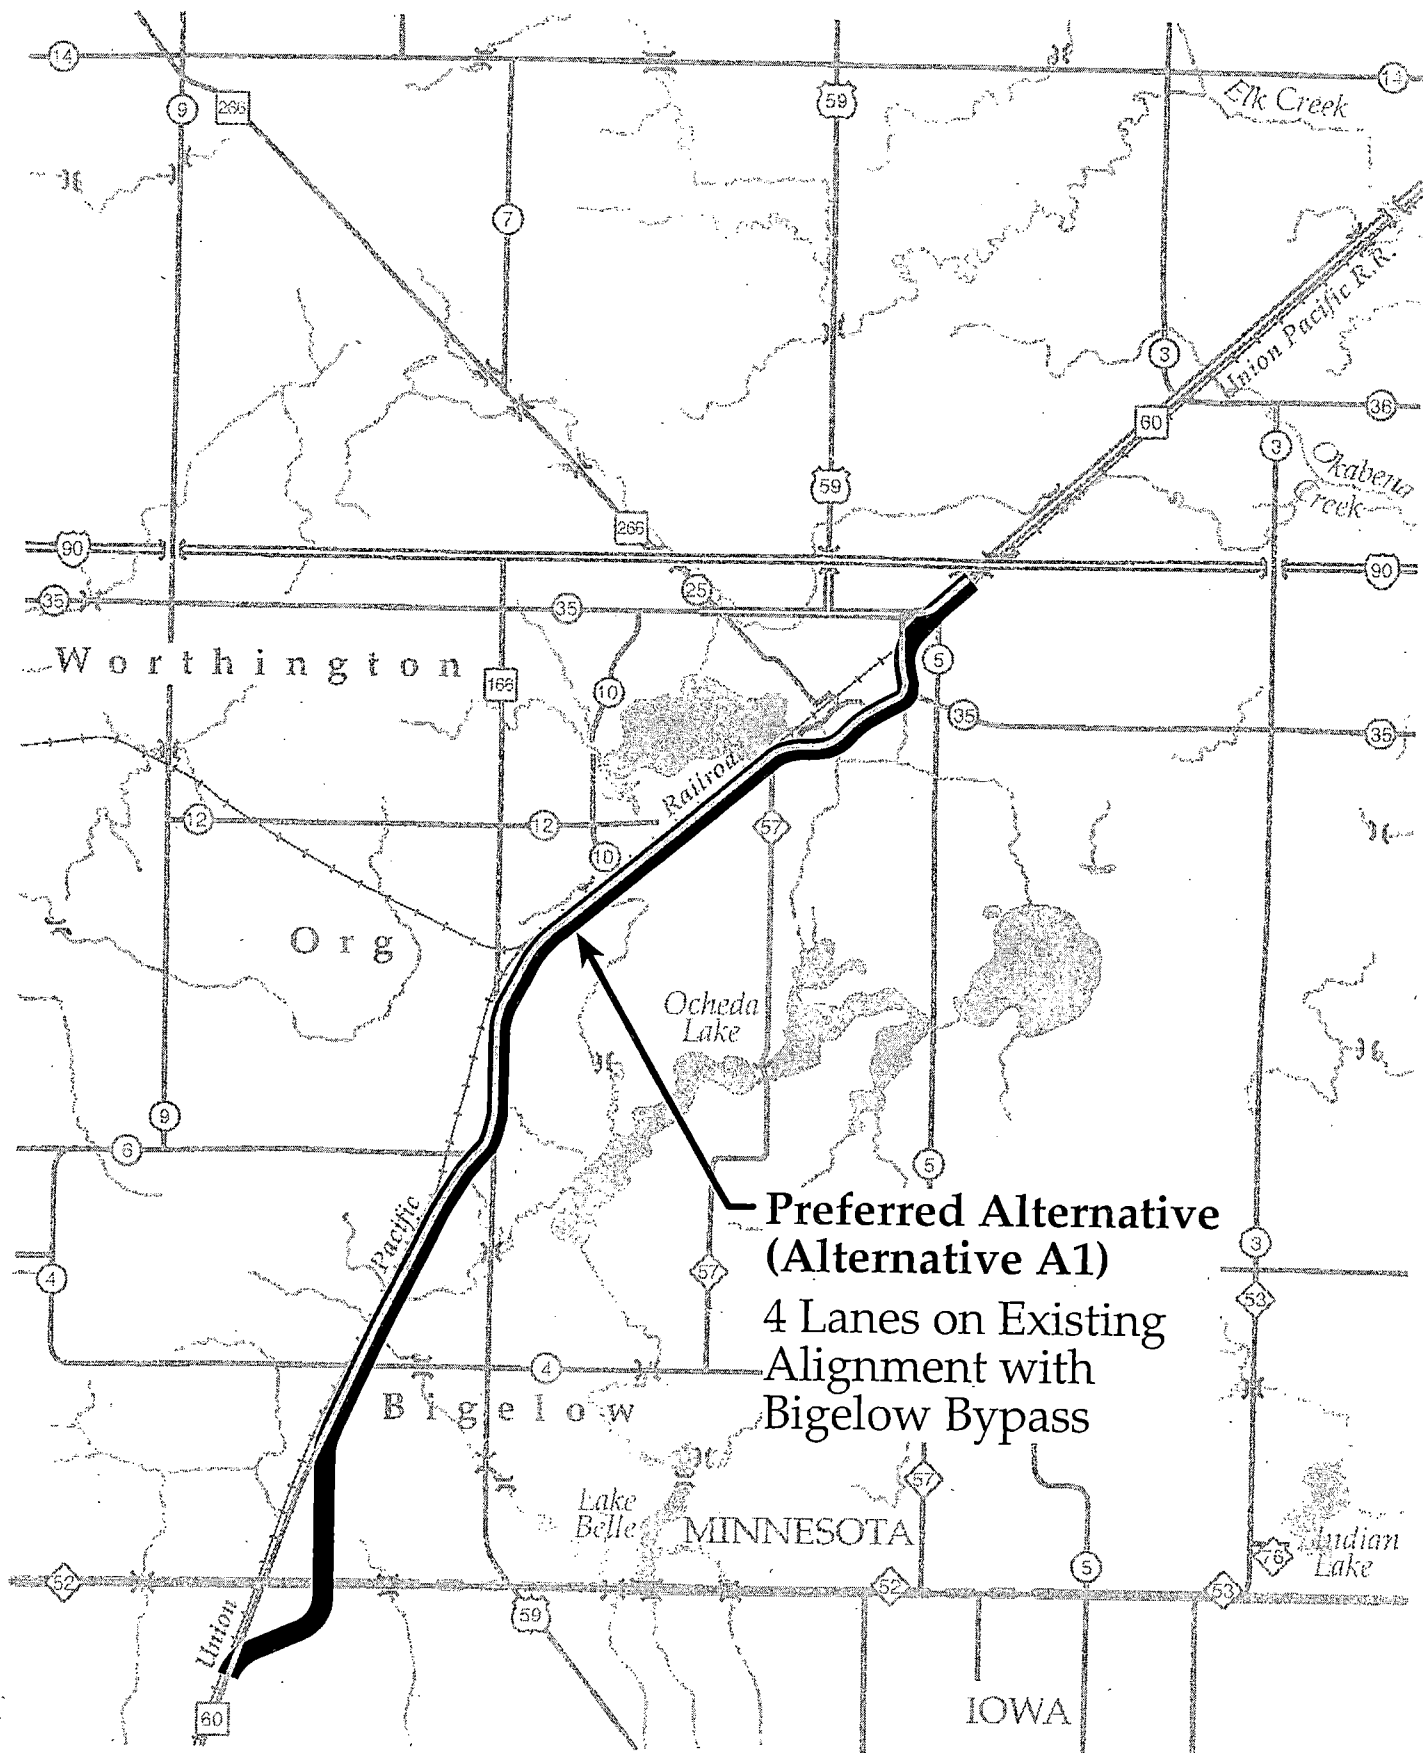 14
14
9
266
59
Elk Creek
7
Union Pacific R.R.
3
60
36
3
59
Okabena
Creek
266
90
90
25
35
35
Worthington
5
166
10
35
35
Railroad
12
12
57
10
Org
Ocheda
Lake
9
6
5
Preferred Alternative
(Alternative A1)
Pacific
3
4
57
53
4 Lanes on Existing
Alignment with
Bigelow Bypass
4
Bigelow
57
Lake
Belle
MINNESOTA
Indian
Lake
76
5
52
52
53
59
Union
60
IOWA